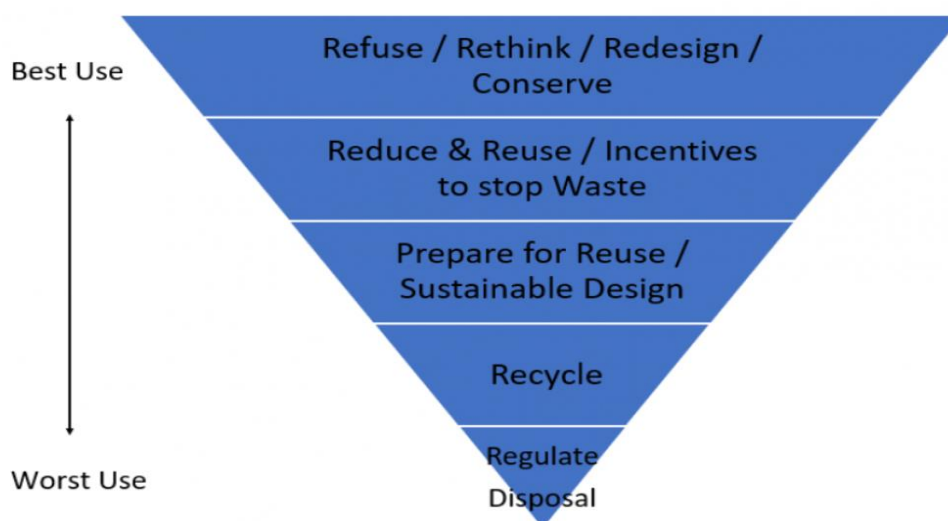 Refuse / Rethink / Redesign /
Conserve
Best Use
Reduce & Reuse / Incentives
to stop Waste
Prepare for Reuse /
Sustainable Design
Recycle
Regulate
Disposal
Worst Use